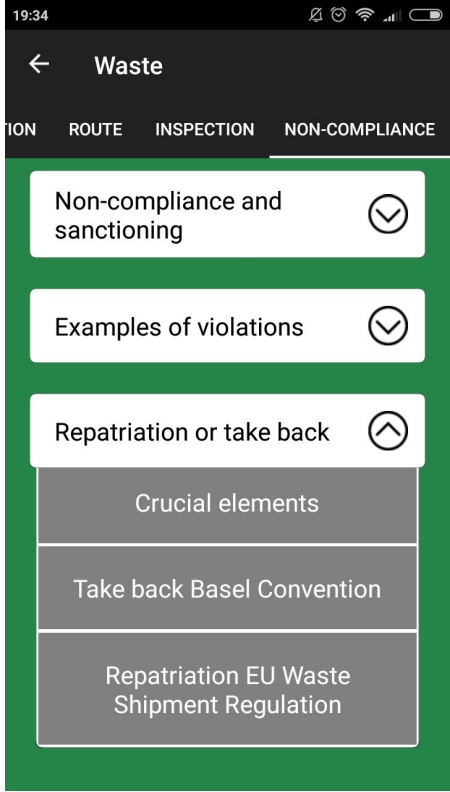 19:34
Waste
ION ROUTE INSPECTION NON-COMPLIANCE
Non-compliance and
sanctioning
Examples of violations
Repatriation or take back
Crucial elements
Take back Basel Convention
Repatriation EU Waste
Shipment Regulation